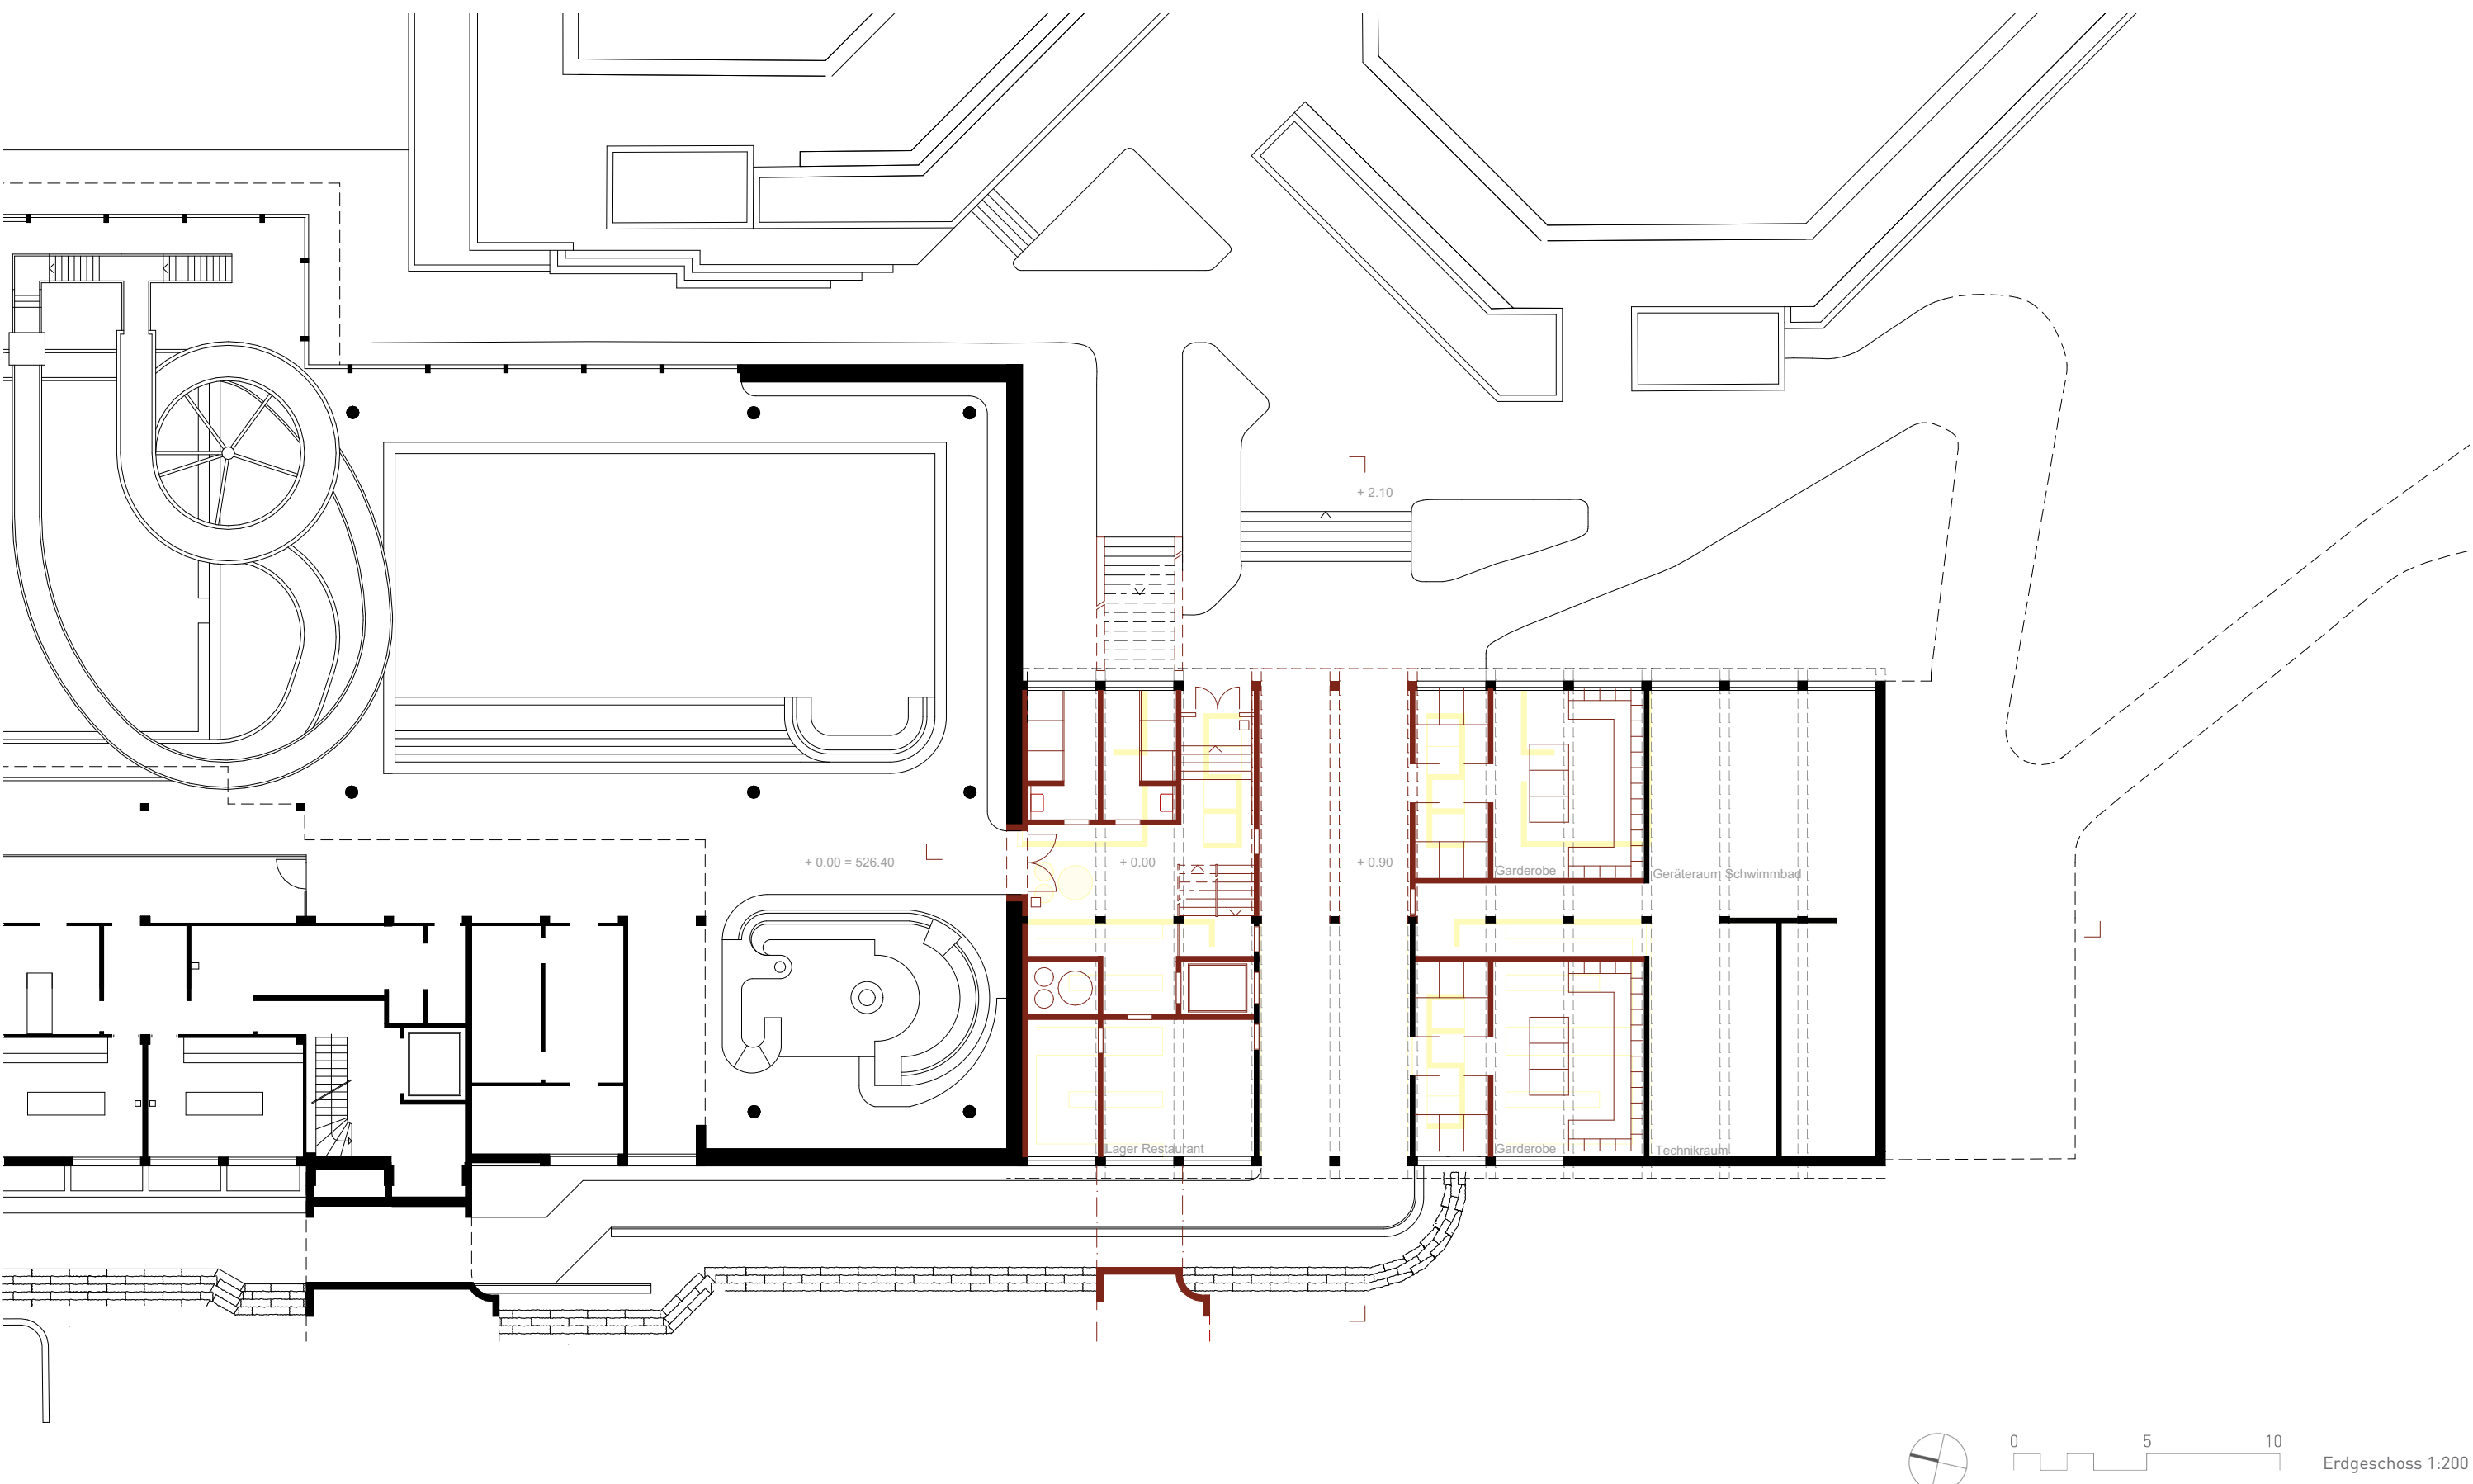 + 2.10
+ 0.00 = 526.40
+ 0.00
+ 0.90
Garderobe
Geräteraum Schwimmbad
Lager Restaurant
Garderobe
Technikraum
0 5 10
Erdgeschoss 1:200